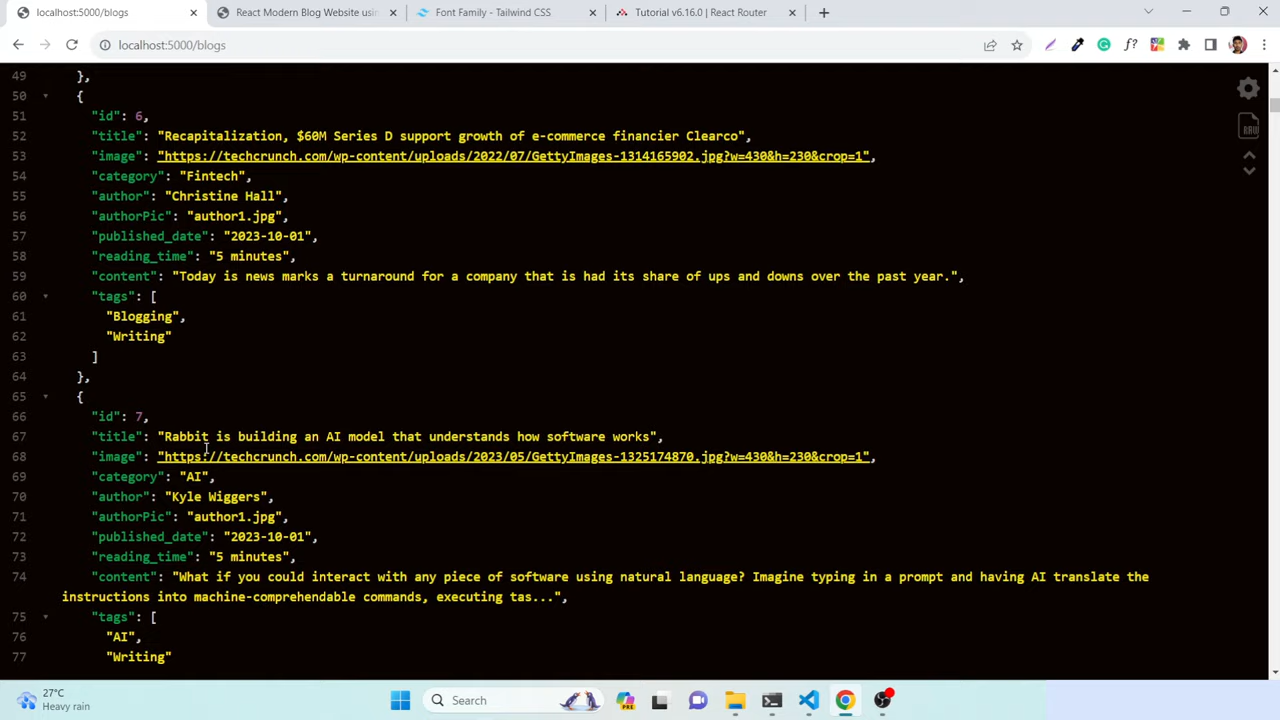 localhost:5000/blogs
React Modern Blog Website usin
Font Family - Tailwind CSS
Tutorial v6.16.0 | React Router
localhost:5000/blogs
49 },
50 {
51 "id": 6,
52 "title": "Recapitalization, $60M Series D support growth of e-commerce financier Clearco",
53 "image": "https://techcrunch.com/wp-content/uploads/2022/07/GettyImages-1314165902.jpg?w=430&h=230&crop=1",
54 "category": "Fintech",
55 "author": "Christine Hall",
56 "authorPic": "author1.jpg",
57 "published_date": "2023-10-01",
58 "reading_time": "5 minutes",
59 "content": "Today is news marks a turnaround for a company that is had its share of ups and downs over the past year.",
60 "tags": [
61 "Blogging",
62 "Writing"
63 ]
64 },
65 {
66 "id": 7,
67 "title": "Rabbit is building an AI model that understands how software works",
68 "image": "https://techcrunch.com/wp-content/uploads/2023/05/GettyImages-1325174870.jpg?w=430&h=230&crop=1",
69 "category": "AI",
70 "author": "Kyle Wiggers",
71 "authorPic": "author1.jpg",
72 "published_date": "2023-10-01",
73 "reading_time": "5 minutes",
74 "content": "What if you could interact with any piece of software using natural language? Imagine typing in a prompt and having AI translate the
instructions into machine-comprehendable commands, executing tas...",
75 "tags": [
76 "AI",
77 "Writing"
RAW
27°C
Heavy rain
Search
PRE